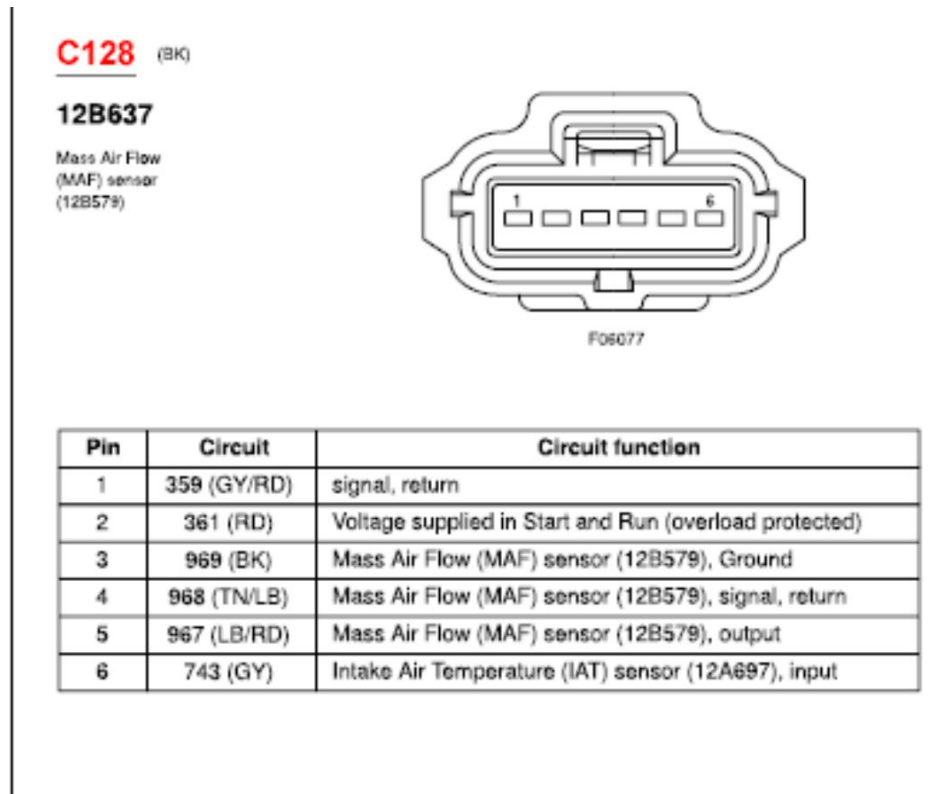 C128 (BK)
12B637
Mass Air Flow
(MAF) sensor
(12B579)
1 6
F06077
Pin Circuit Circuit function
1 359 (GY/RD) signal, return
2 361 (RD) Voltage supplied in Start and Run (overload protected)
3 969 (BK) Mass Air Flow (MAF) sensor (12B579), Ground
4 968 (TN/LB) Mass Air Flow (MAF) sensor (12B579), signal, return
5 967 (LB/RD) Mass Air Flow (MAF) sensor (12B579), output
6 743 (GY) Intake Air Temperature (IAT) sensor (12A697), input